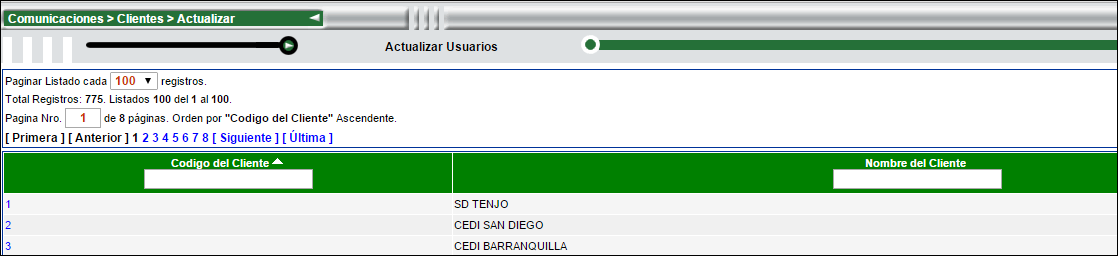 Comunicaciones > Clientes > Actualizar
Actualizar Usuarios
Paginar Listado cada 100 registros.
Total Registros: 775. Listados 100 del 1 al 100.
Pagina Nro. 1 de 8 páginas. Orden por "Codigo del Cliente" Ascendente.
[ Primera ] [ Anterior ] 1 2 3 4 5 6 7 8 [ Siguiente ] [ Última ]
Codigo del Cliente Nombre del Cliente
1 SD TENJO
2 CEDI SAN DIEGO
3 CEDI BARRANQUILLA